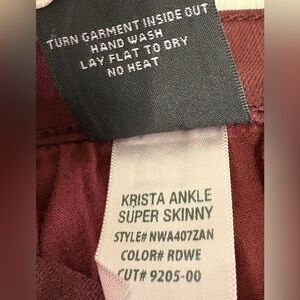 TURN GARMENT INSIDE OUT
HAND WASH
LAY FLAT TO DRY
NO HEAT
KRISTA ANKLE
SUPER SKINNY
STYLE# NWA407ZAN
COLOR# RDWE
CUT# 9205-00